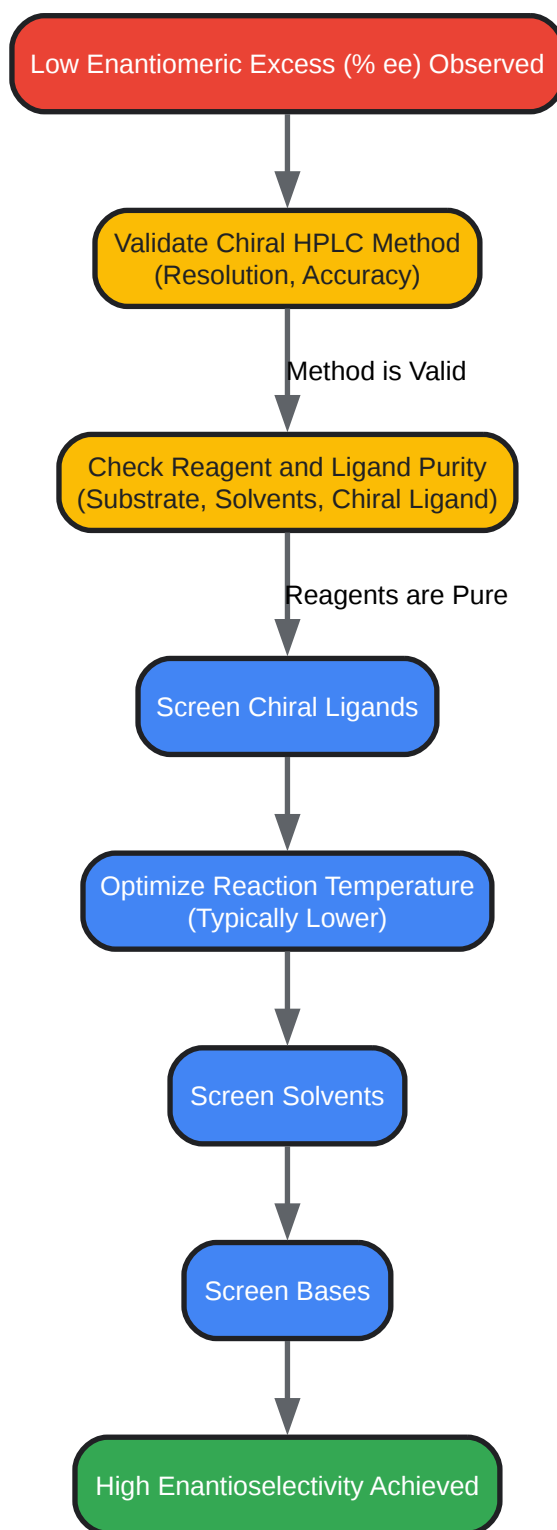 Low Enantiomeric Excess (% ee) Observed
Validate Chiral HPLC Method
(Resolution, Accuracy)
Method is Valid
Check Reagent and Ligand Purity
(Substrate, Solvents, Chiral Ligand)
Reagents are Pure
Screen Chiral Ligands
Optimize Reaction Temperature
(Typically Lower)
Screen Solvents
Screen Bases
High Enantioselectivity Achieved